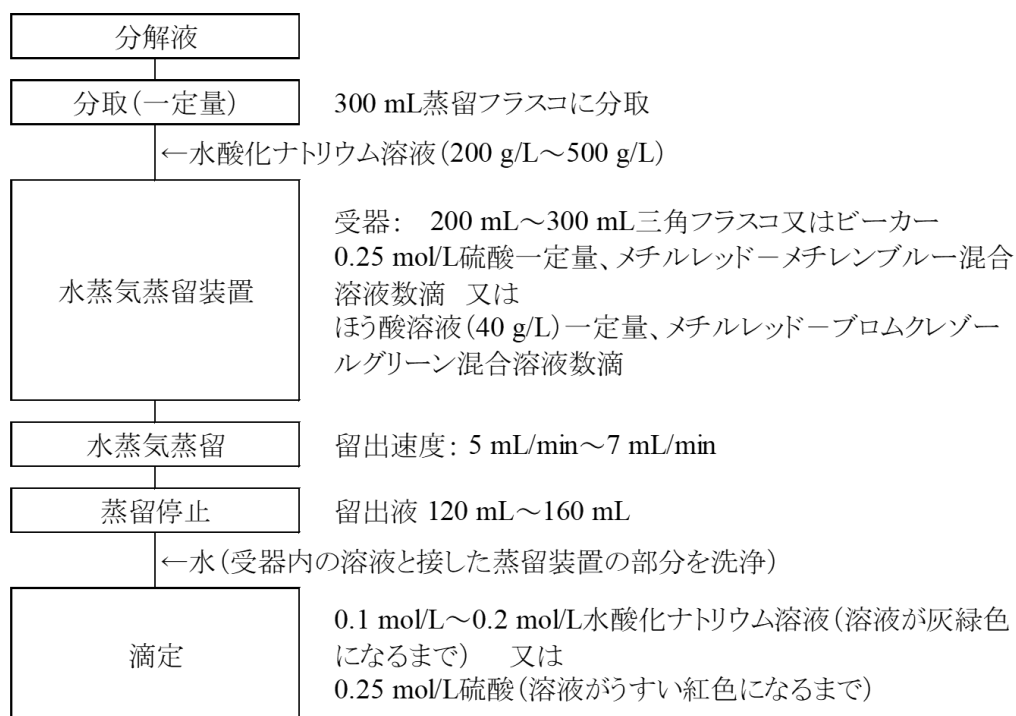 分解液
分取（一定量） 300 mL蒸留フラスコに分取
←水酸化ナトリウム溶液（200 g/L～500 g/L）
水蒸気蒸留装置
受器： 200 mL～300 mL三角フラスコ又はビーカー
0.25 mol/L硫酸一定量、メチルレッド－メチレンブルー混合
溶液数滴 又は
ほう酸溶液（40 g/L）一定量、メチルレッド－ブロムクレゾー
ルグリーン混合溶液数滴
水蒸気蒸留 留出速度： 5 mL/min～7 mL/min
蒸留停止 留出液 120 mL～160 mL
←水（受器内の溶液と接した蒸留装置の部分を洗浄）
滴定
0.1 mol/L～0.2 mol/L水酸化ナトリウム溶液（溶液が灰緑色
になるまで） 又は
0.25 mol/L硫酸（溶液がうすい紅色になるまで）